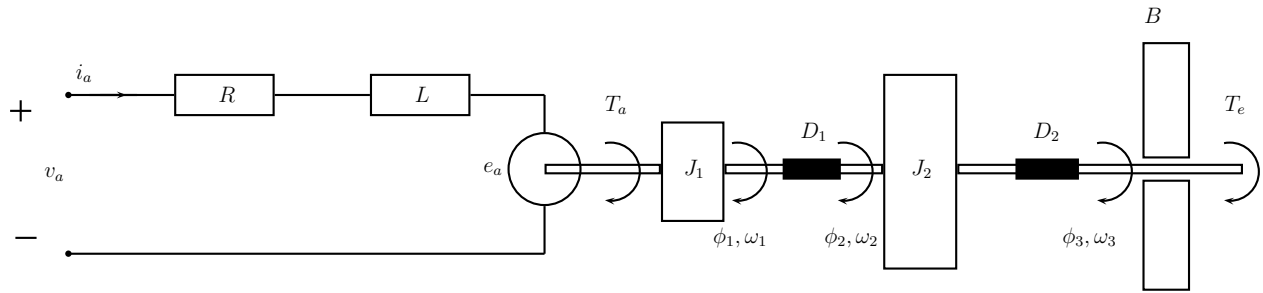 B
i_a
+
R
L
T_a
D_1
D_2
T_e
v_a
e_a
J_1
J_2
−
ϕ_1, ω_1
ϕ_2, ω_2
ϕ_3, ω_3